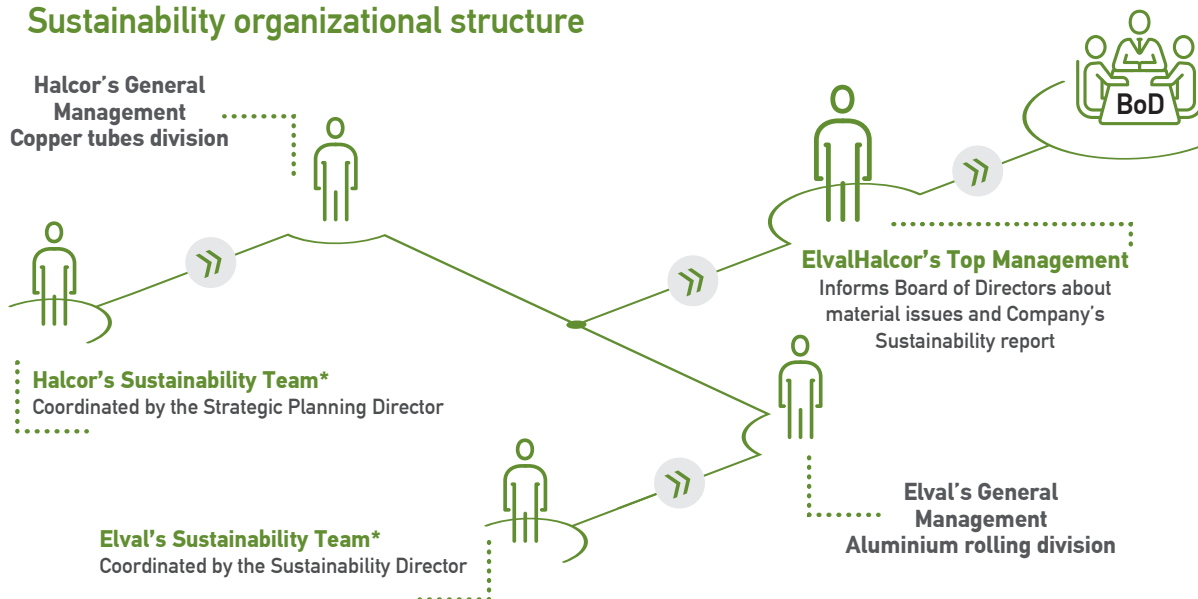 Sustainability organizational structure
Halcor's General
Management
Copper tubes division
BoD
ElvalHalcor's Top Management
Informs Board of Directors about
material issues and Company's
Sustainability report
Halcor's Sustainability Team*
Coordinated by the Strategic Planning Director
Elval's General
Management
Aluminium rolling division
Elval's Sustainability Team*
Coordinated by the Sustainability Director